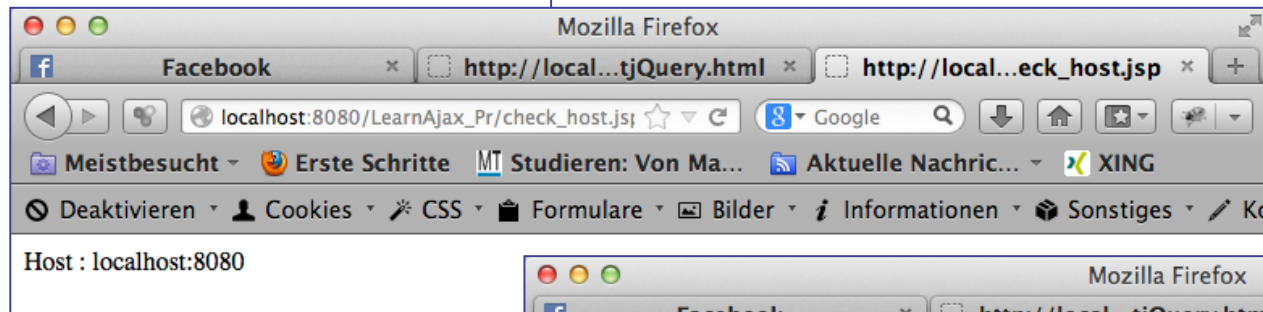 Mozilla Firefox
Facebook
http://local...tjQuery.html
http://local...eck_host.jsp
localhost:8080/LearnAjax_Pr/check_host.jsp
Google
Meistbesucht
Erste Schritte
MT Studieren: Von Ma...
Aktuelle Nachric...
XING
Deaktivieren
Cookies
CSS
Formulare
Bilder
Informationen
Sonstiges
Host : localhost:8080
Mozilla Firefox